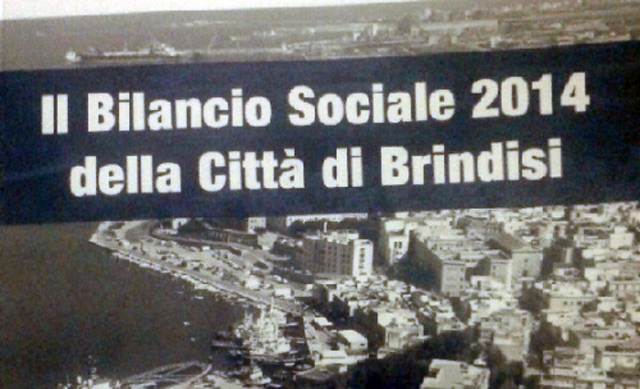 Il Bilancio Sociale 2014
della Città di Brindisi